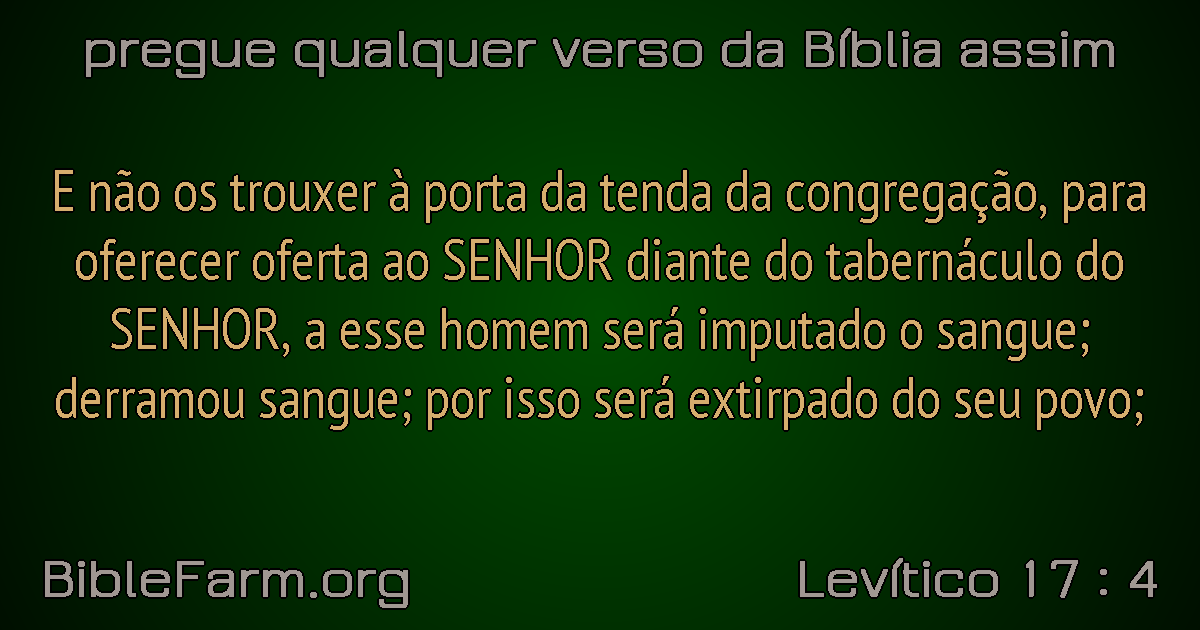 pregue qualquer verso da Bíblia assim
E não os trouxer à porta da tenda da congregação, para
oferecer oferta ao SENHOR diante do tabernáculo do
SENHOR, a esse homem será imputado o sangue;
derramou sangue; por isso será extirpado do seu povo;
BibleFarm.org
Levítico 17 : 4